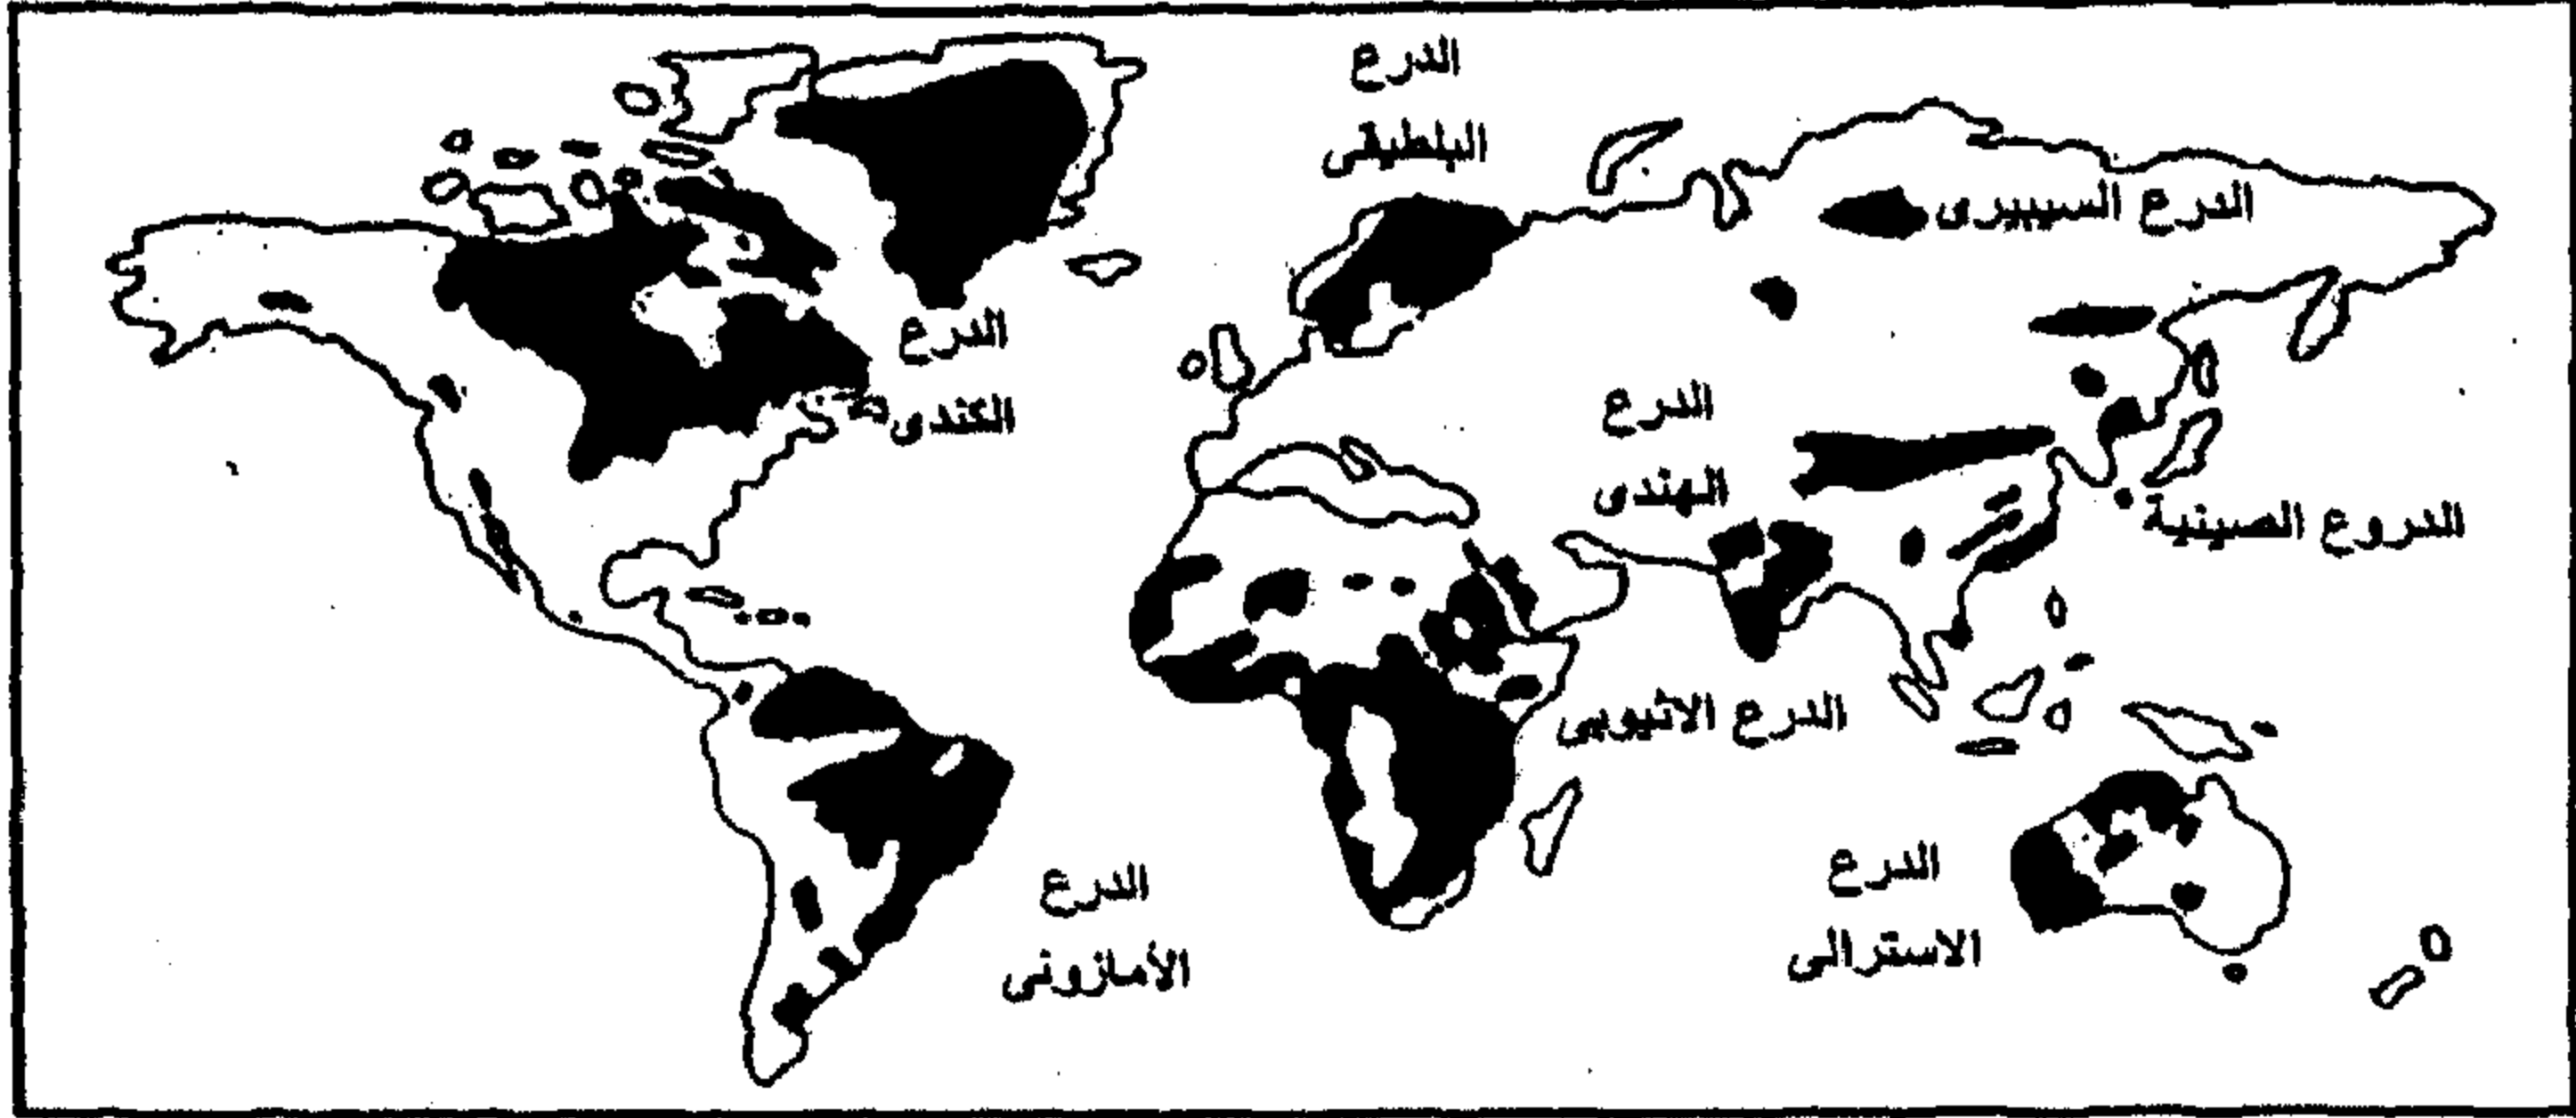 الدرع
البلطيقى
الدرع السيبيرى
الدرع
الكندى
الدرع
الهندى
الدروع الصينية
الدرع الاثيوبى
الدرع
الأمازونى
الدرع
الاسترالى